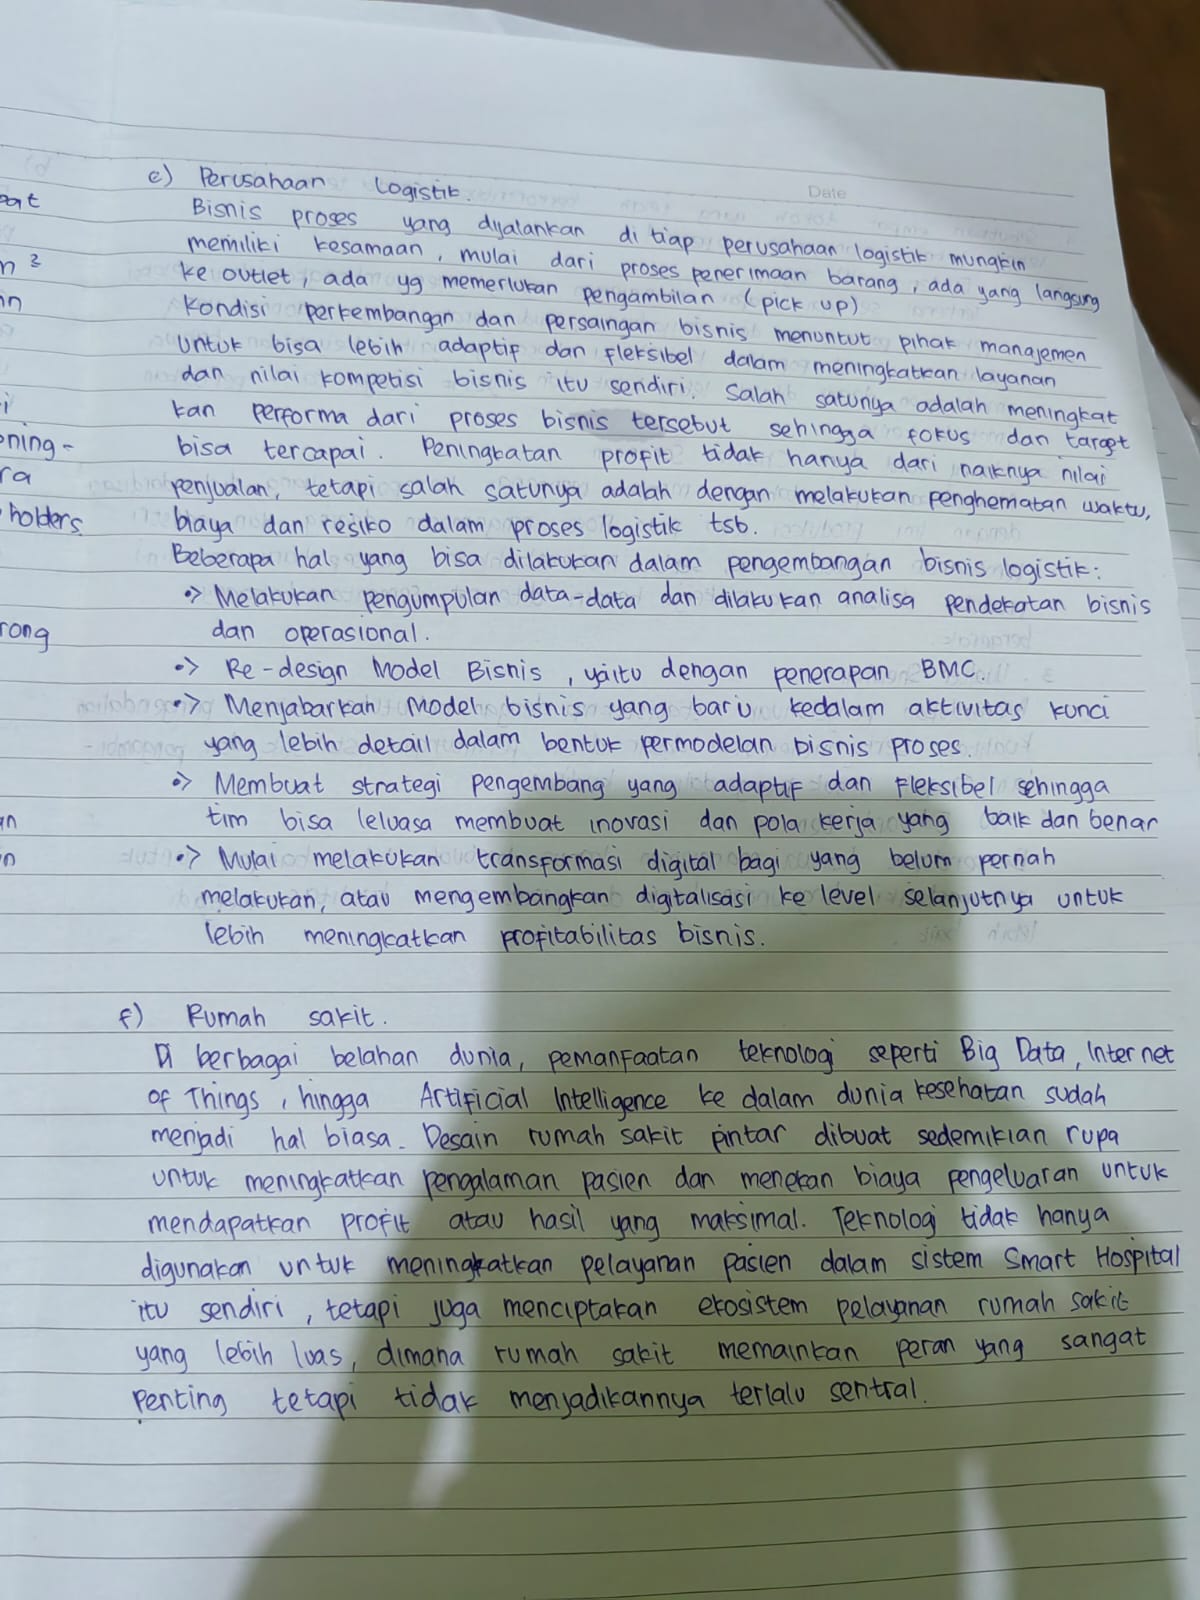 Date
e) Perusahaan Logistik.
Bisnis proses yang dijalankan di tiap perusahaan logistik mungkin
memiliki kesamaan, mulai dari proses penerimaan barang, ada yang langsung
ke outlet, ada yg memerlukan pengambilan (pick up)
Kondisi perkembangan dan persaingan bisnis menuntut pihak manajemen
untuk bisa lebih adaptif dan fleksibel dalam meningkatkan layanan
dan nilai kompetisi bisnis itu sendiri. Salah satunya adalah meningkat
kan performa dari proses bisnis tersebut sehingga fokus dan target
bisa tercapai. Peningkatan profit tidak hanya dari naiknya nilai
penjualan, tetapi salah satunya adalah dengan melakukan penghematan waktu,
biaya dan resiko dalam proses logistik tsb.
Beberapa hal yang bisa dilakukan dalam pengembangan bisnis logistik:
•> Melakukan pengumpulan data-data dan dilakukan analisa pendekatan bisnis
dan operasional.
•> Re-design Model Bisnis, yaitu dengan penerapan BMC.
•> Menjabarkan model bisnis yang baru kedalam aktivitas kunci
yang lebih detail dalam bentuk permodelan bisnis proses.
•> Membuat strategi pengembang yang adaptif dan fleksibel sehingga
tim bisa leluasa membuat inovasi dan pola kerja yang baik dan benar
•> Mulai melakukan transformasi digital bagi yang belum pernah
melakukan, atau mengembangkan digitalisasi ke level selanjutnya untuk
lebih meningkatkan profitabilitas bisnis.
f) Rumah sakit.
Di berbagai belahan dunia, pemanfaatan teknologi seperti Big Data, Internet
of Things, hingga Artificial Intelligence ke dalam dunia kesehatan sudah
menjadi hal biasa. Desain rumah sakit pintar dibuat sedemikian rupa
untuk meningkatkan pengalaman pasien dan menekan biaya pengeluaran untuk
mendapatkan profit atau hasil yang maksimal. Teknologi tidak hanya
digunakan untuk meningkatkan pelayanan pasien dalam sistem Smart Hospital
itu sendiri, tetapi juga menciptakan ekosistem pelayanan rumah sakit
yang lebih luas, dimana rumah sakit memainkan peran yang sangat
penting tetapi tidak menjadikannya terlalu sentral.